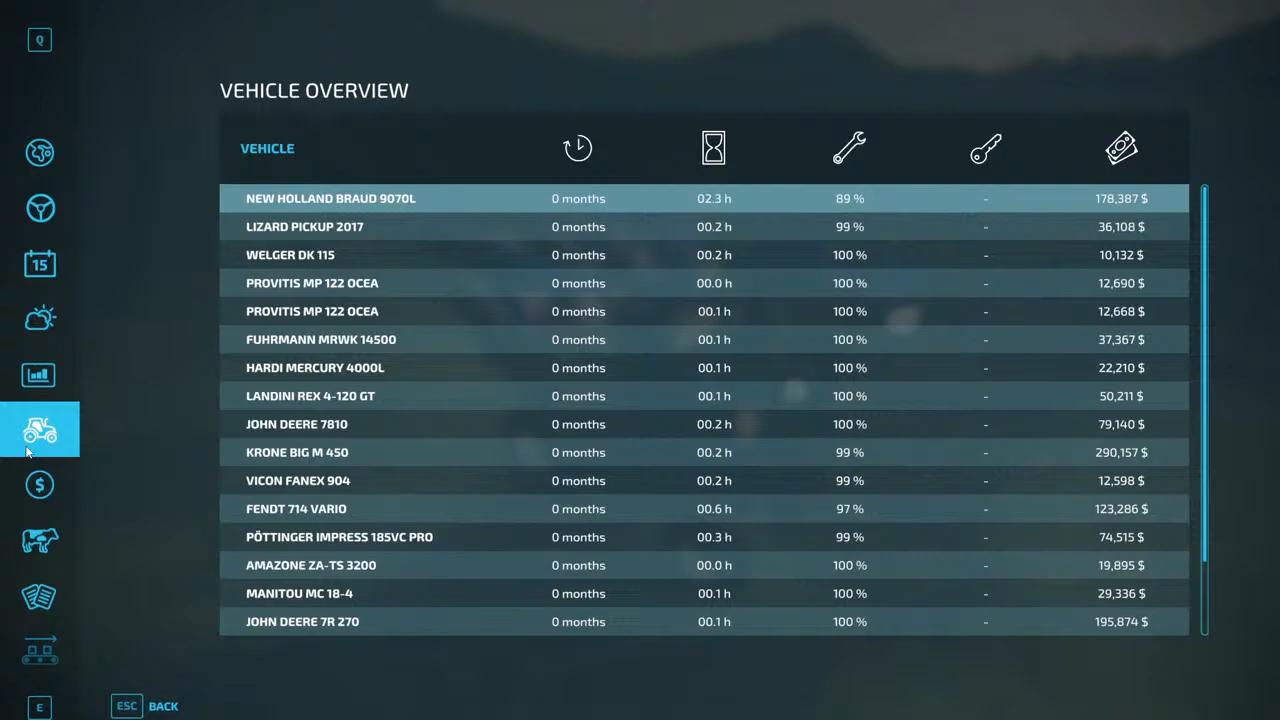 Q
VEHICLE OVERVIEW
VEHICLE
15
NEW HOLLAND BRAUD 9070L 0 months 02.3 h 89 % - 178,387 $
LIZARD PICKUP 2017 0 months 00.2 h 99 % - 36,108 $
WELGER DK 115 0 months 00.2 h 100 % - 10,132 $
PROVITIS MP 122 OCEA 0 months 00.0 h 100 % - 12,690 $
PROVITIS MP 122 OCEA 0 months 00.1 h 100 % - 12,668 $
FUHRMANN MRWK 14500 0 months 00.1 h 100 % - 37,367 $
HARDI MERCURY 4000L 0 months 00.1 h 100 % - 22,210 $
LANDINI REX 4-120 GT 0 months 00.1 h 100 % - 50,211 $
JOHN DEERE 7810 0 months 00.2 h 100 % - 79,140 $
KRONE BIG M 450 0 months 00.2 h 99 % - 290,157 $
VICON FANEX 904 0 months 00.2 h 99 % - 12,598 $
$
FENDT 714 VARIO 0 months 00.6 h 97 % - 123,286 $
PÖTTINGER IMPRESS 185VC PRO 0 months 00.3 h 99 % - 74,515 $
AMAZONE ZA-TS 3200 0 months 00.0 h 100 % - 19,895 $
MANITOU MC 18-4 0 months 00.1 h 100 % - 29,336 $
JOHN DEERE 7R 270 0 months 00.1 h 100 % - 195,874 $
E
ESC BACK